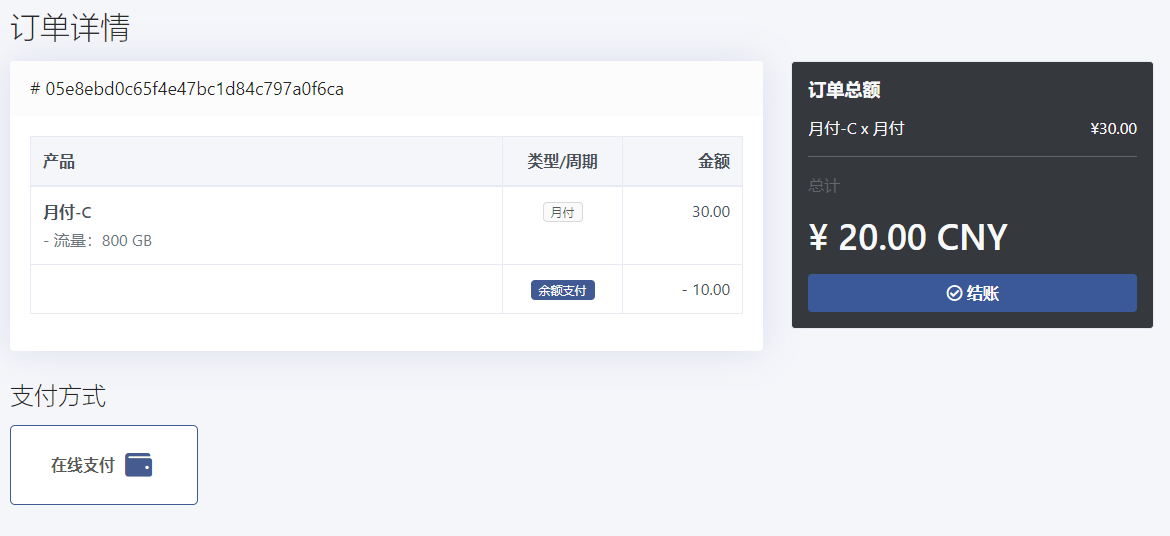 订单详情
# 05e8ebd0c65f4e47bc1d84c797a0f6ca
产品 类型/周期 金额
月付-C 月付 30.00
- 流量：800 GB
余额支付 - 10.00
订单总额
月付-C x 月付 ¥30.00
总计
¥ 20.00 CNY
结账
支付方式
在线支付